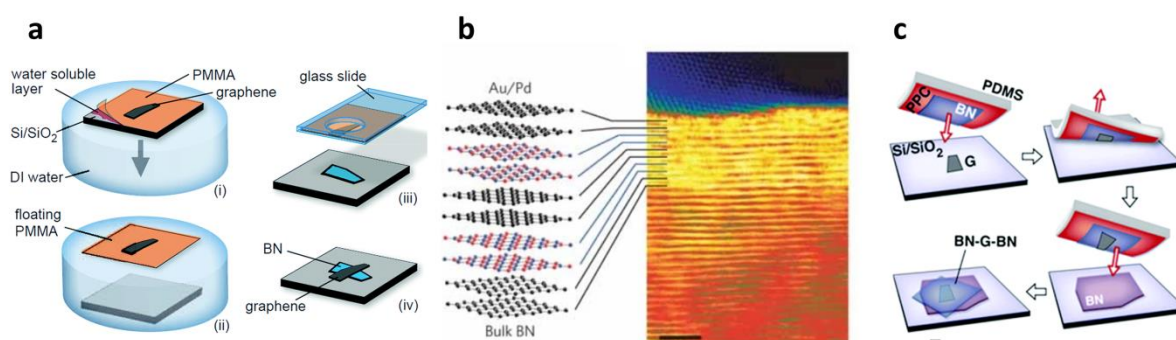 a
water soluble
layer
PMMA
graphene
Si/SiO2
DI water
(i)
floating
PMMA
(ii)
glass slide
(iii)
BN
graphene
(iv)
b
Au/Pd
Bulk BN
c
PDMS
PPC
BN
Si/SiO2
G
BN-G-BN
BN